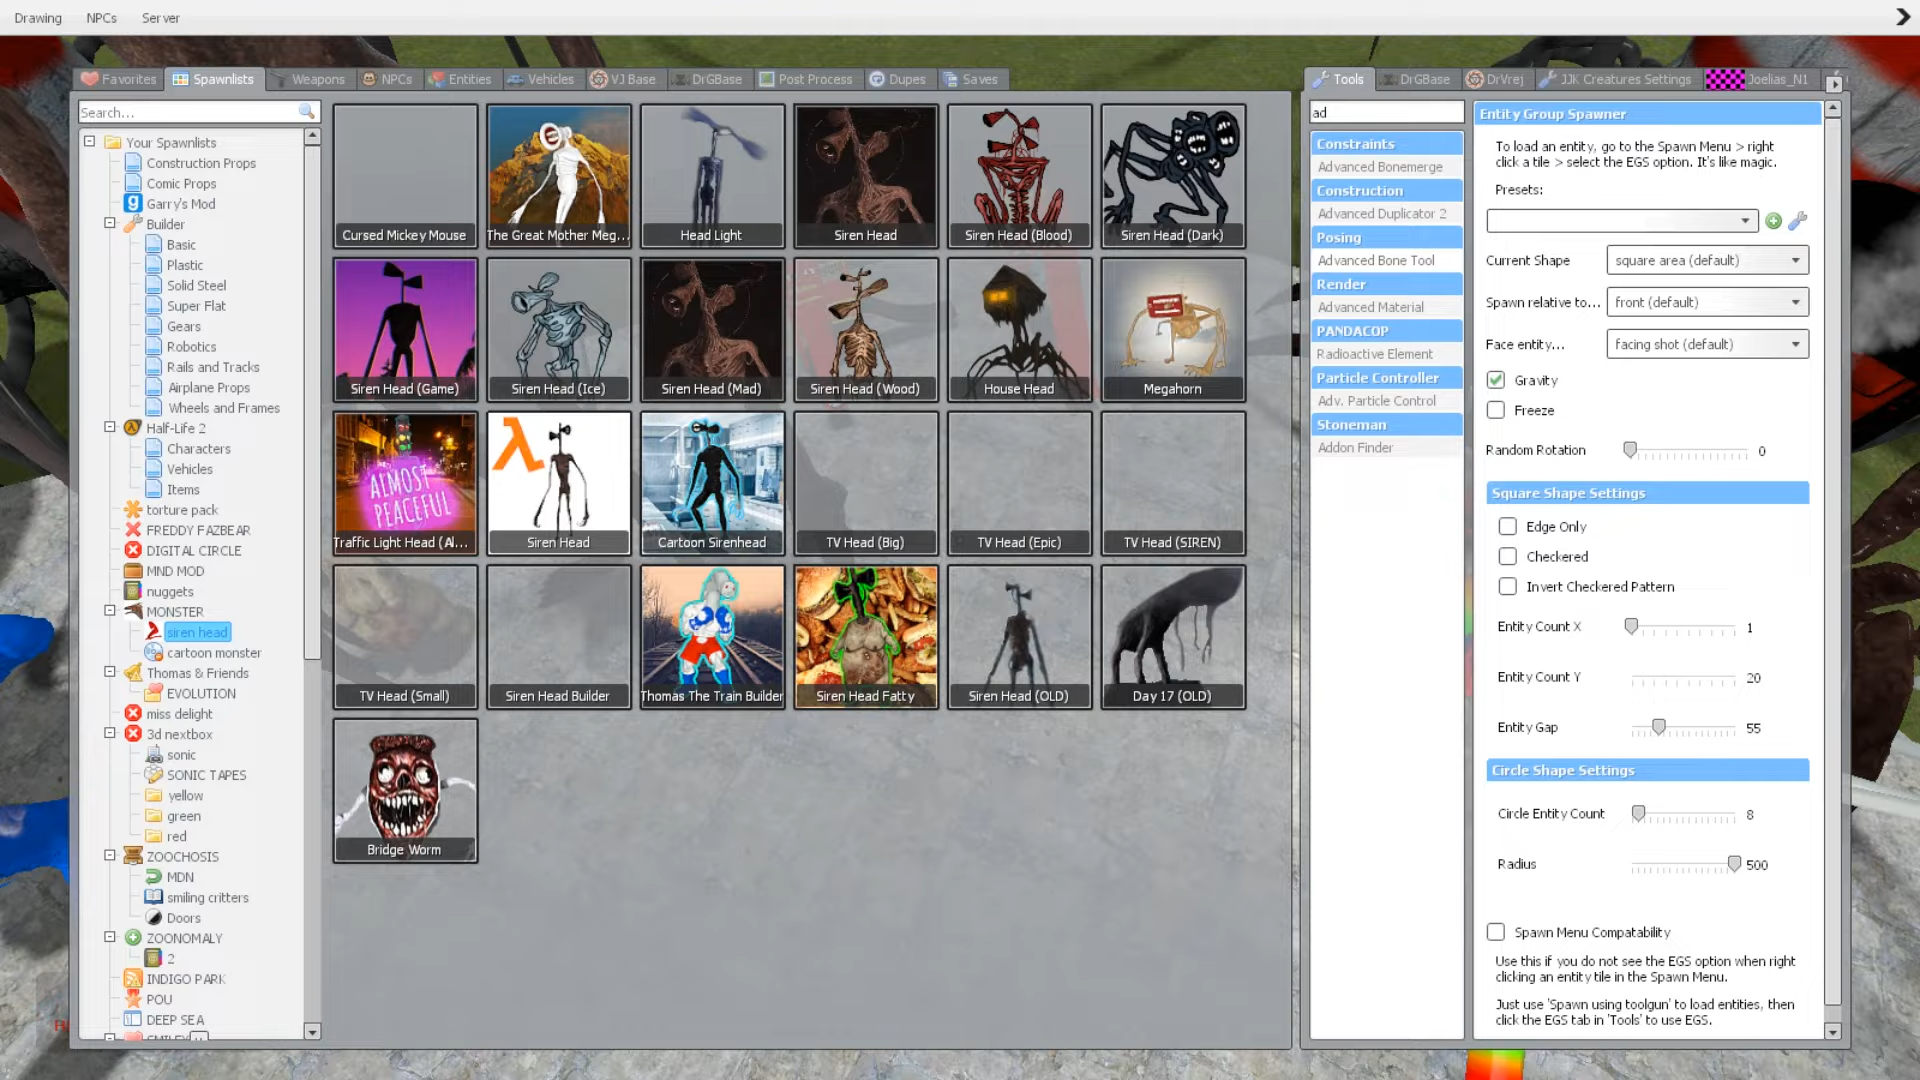 Drawing NPCs Server
Favorites Spawnlists Weapons NPCs Entities Vehicles VJ Base DrGBase Post Process Dupes Saves
Search...
Your Spawnlists
Construction Props
Comic Props
Garry's Mod
Builder
Basic
Plastic
Solid Steel
Super Flat
Gears
Robotics
Rails and Tracks
Airplane Props
Wheels and Frames
Half-Life 2
Characters
Vehicles
Items
torture pack
FREDDY FAZBEAR
DIGITAL CIRCLE
MND MOD
nuggets
MONSTER
siren head
cartoon monster
Thomas & Friends
EVOLUTION
miss delight
3d nextbox
sonic
SONIC TAPES
yellow
green
red
ZOOCHOSIS
MDN
smiling critters
Doors
ZOONOMALY
2
INDIGO PARK
POU
DEEP SEA
Cursed Mickey Mouse
The Great Mother Meg...
Head Light
Siren Head
Siren Head (Blood)
Siren Head (Dark)
Siren Head (Game)
Siren Head (Ice)
Siren Head (Mad)
Siren Head (Wood)
House Head
Megahorn
ALMOST
PEACEFUL
Traffic Light Head (Al...
Siren Head
Cartoon Sirenhead
TV Head (Big)
TV Head (Epic)
TV Head (SIREN)
TV Head (Small)
Siren Head Builder
Thomas The Train Builder
Siren Head Fatty
Siren Head (OLD)
Day 17 (OLD)
Bridge Worm
Tools DrGBase DrVrej JJK Creatures Settings Joelias_N1
ad
Constraints
Advanced Bonemerge
Construction
Advanced Duplicator 2
Posing
Advanced Bone Tool
Render
Advanced Material
PANDACOP
Radioactive Element
Particle Controller
Adv. Particle Control
Stoneman
Addon Finder
Entity Group Spawner
To load an entity, go to the Spawn Menu > right
click a tile > select the EGS option. It's like magic.
Presets:
Current Shape square area (default)
Spawn relative to... front (default)
Face entity... facing shot (default)
Gravity
Freeze
Random Rotation 0
Square Shape Settings
Edge Only
Checkered
Invert Checkered Pattern
Entity Count X 1
Entity Count Y 20
Entity Gap 55
Circle Shape Settings
Circle Entity Count 8
Radius 500
Spawn Menu Compatability
Use this if you do not see the EGS option when right
clicking an entity tile in the Spawn Menu.
Just use 'Spawn using toolgun' to load entities, then
click the EGS tab in 'Tools' to use EGS.